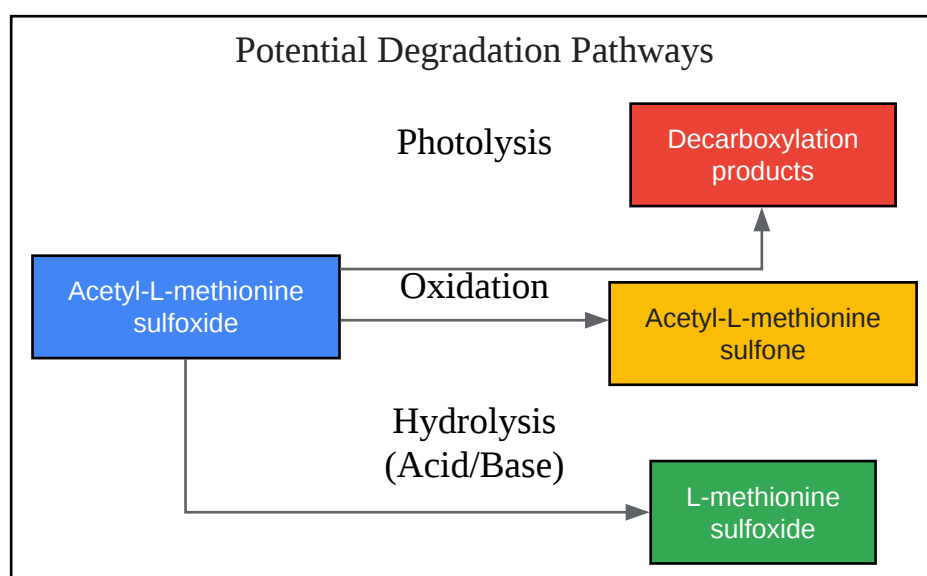 Potential Degradation Pathways
Photolysis
Decarboxylation
products
Acetyl-L-methionine
sulfoxide
Oxidation
Acetyl-L-methionine
sulfone
Hydrolysis
(Acid/Base)
L-methionine
sulfoxide